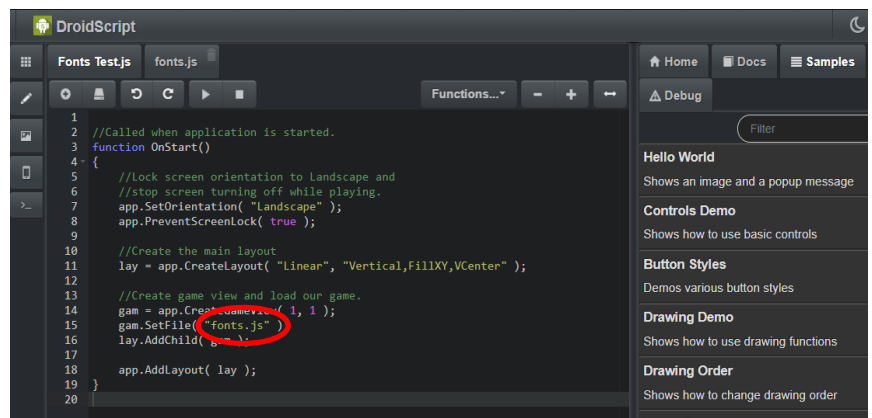 DroidScript
Fonts Test.js
fonts.js
Functions...
Home
Docs
Samples
Debug
Filter
1
2 //Called when application is started.
3 function OnStart()
4 {
5 //Lock screen orientation to Landscape and
6 //stop screen turning off while playing.
7 app.SetOrientation( "Landscape" );
8 app.PreventScreenLock( true );
9
10 //Create the main layout
11 lay = app.CreateLayout( "Linear", "Vertical,FillXY,VCenter" );
12
13 //Create game view and load our game.
14 gam = app.CreateGameView( 1, 1 );
15 gam.SetFile( "fonts.js" )
16 lay.AddChild( gam );
17
18 app.AddLayout( lay );
19 }
20
Hello World
Shows an image and a popup message
Controls Demo
Shows how to use basic controls
Button Styles
Demos various button styles
Drawing Demo
Shows how to use drawing functions
Drawing Order
Shows how to change drawing order